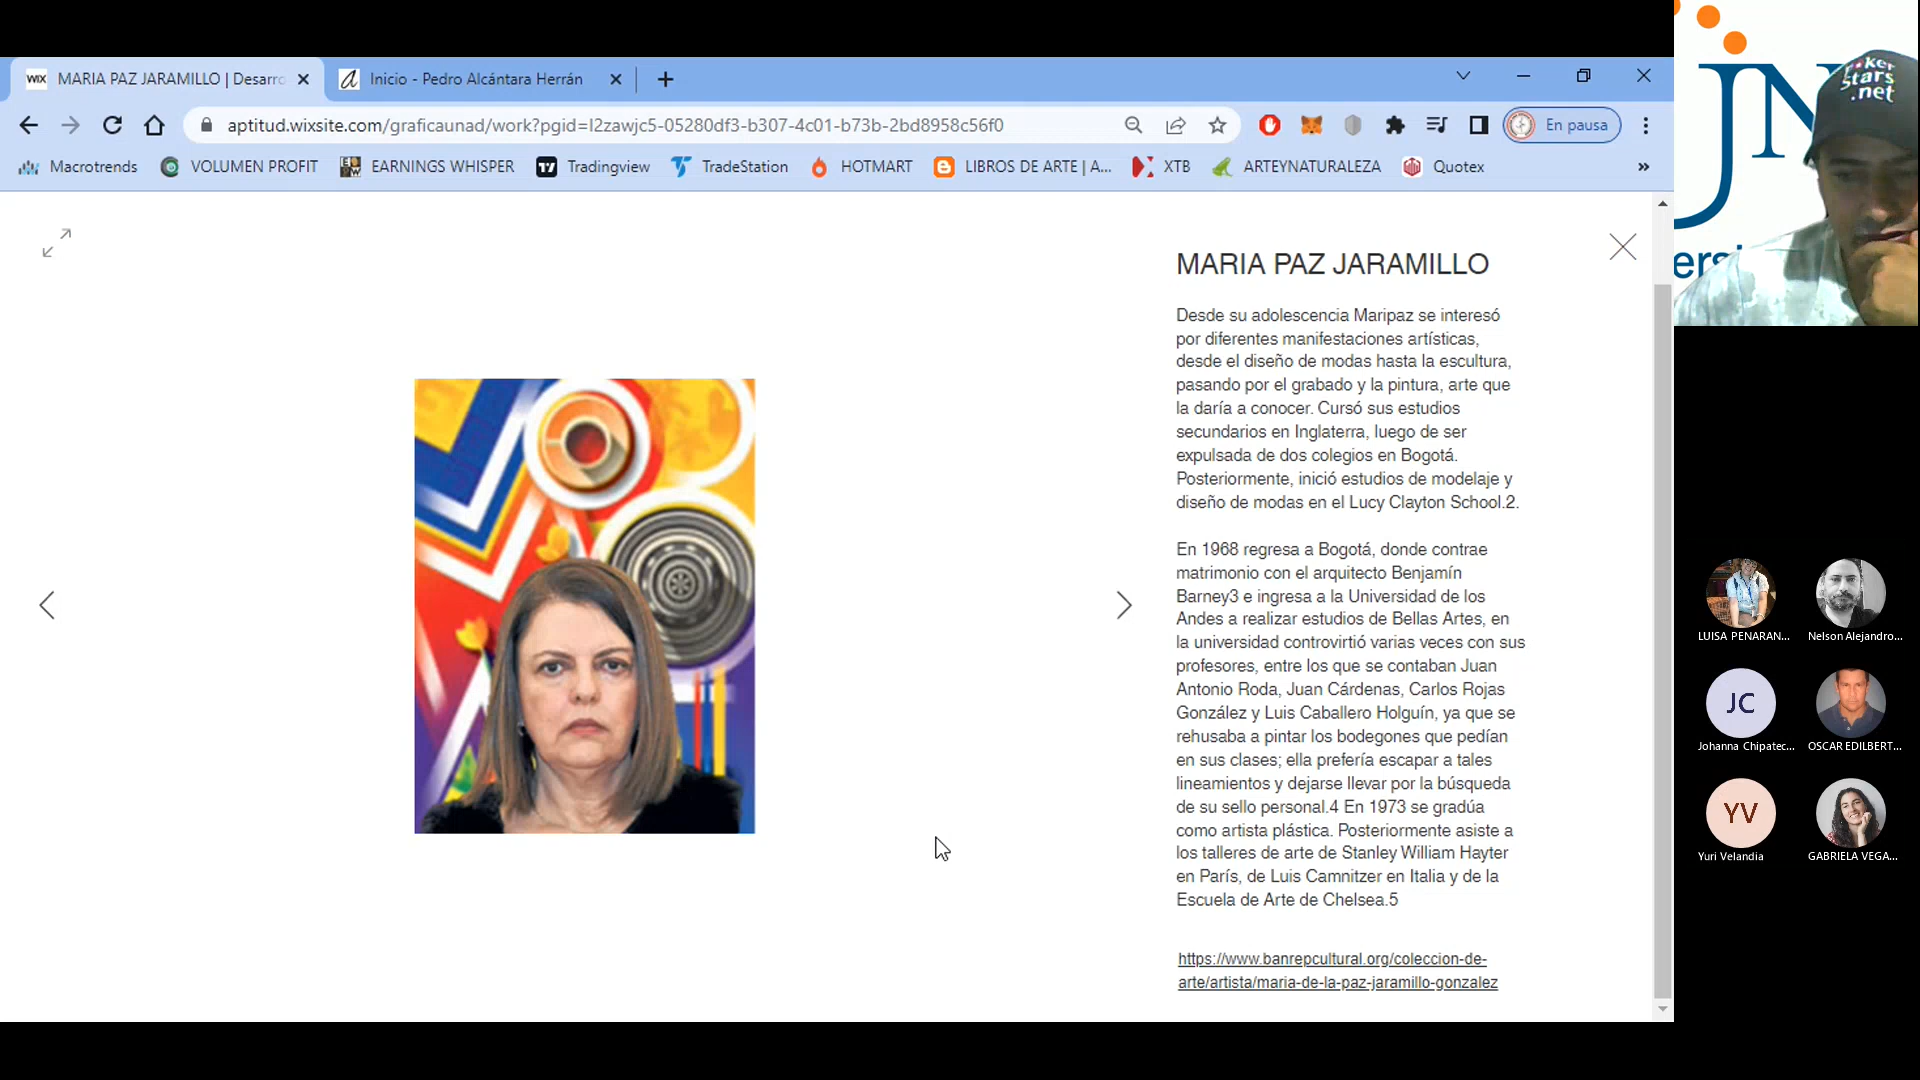 MARIA PAZ JARAMILLO | Desarro
Inicio - Pedro Alcántara Herrán
aptitud.wixsite.com/graficaunad/work?pgid=l2zawjc5-05280df3-b307-4c01-b73b-2bd8958c56f0
En pausa
Macrotrends
VOLUMEN PROFIT
EARNINGS WHISPER
Tradingview
TradeStation
HOTMART
LIBROS DE ARTE | A...
XTB
ARTEYNATURALEZA
Quotex
MARIA PAZ JARAMILLO
Desde su adolescencia Maripaz se interesó
por diferentes manifestaciones artísticas,
desde el diseño de modas hasta la escultura,
pasando por el grabado y la pintura, arte que
la daría a conocer. Cursó sus estudios
secundarios en Inglaterra, luego de ser
expulsada de dos colegios en Bogotá.
Posteriormente, inició estudios de modelaje y
diseño de modas en el Lucy Clayton School.2.
En 1968 regresa a Bogotá, donde contrae
matrimonio con el arquitecto Benjamín
Barney3 e ingresa a la Universidad de los
Andes a realizar estudios de Bellas Artes, en
la universidad controvirtió varias veces con sus
profesores, entre los que se contaban Juan
Antonio Roda, Juan Cárdenas, Carlos Rojas
González y Luis Caballero Holguín, ya que se
rehusaba a pintar los bodegones que pedían
en sus clases; ella prefería escapar a tales
lineamientos y dejarse llevar por la búsqueda
de su sello personal.4 En 1973 se gradúa
como artista plástica. Posteriormente asiste a
los talleres de arte de Stanley William Hayter
en París, de Luis Camnitzer en Italia y de la
Escuela de Arte de Chelsea.5
https://www.banrepcultural.org/coleccion-de-
arte/artista/maria-de-la-paz-jaramillo-gonzalez
Stars
.net
JN
LUISA PENARAN...
Nelson Alejandro...
JC
Johanna Chipatec...
OSCAR EDILBERT...
YV
Yuri Velandia
GABRIELA VEGA...